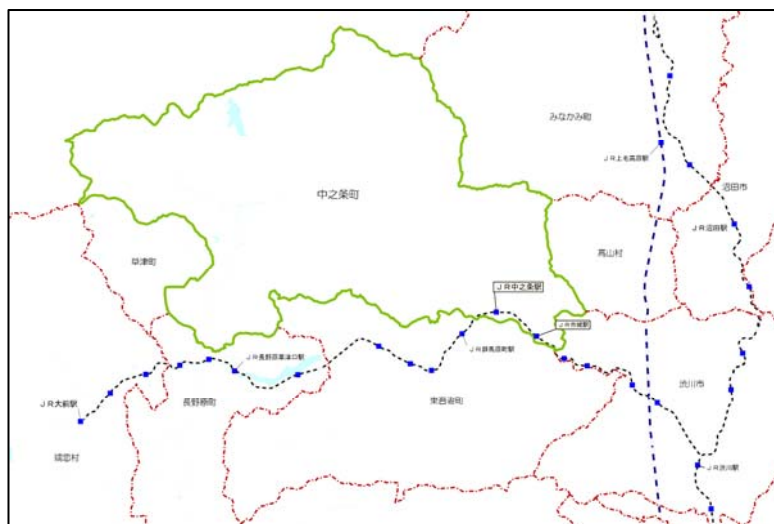 みなかみ町
JR上毛高原駅
沼田市
中之条町
JR沼田駅
草津町
高山村
JR中之条駅
JR市城駅
JR群馬原町駅
JR長野原草津口駅
渋川市
JR大前駅
長野原町
東吾妻町
嬬恋村
JR渋川駅